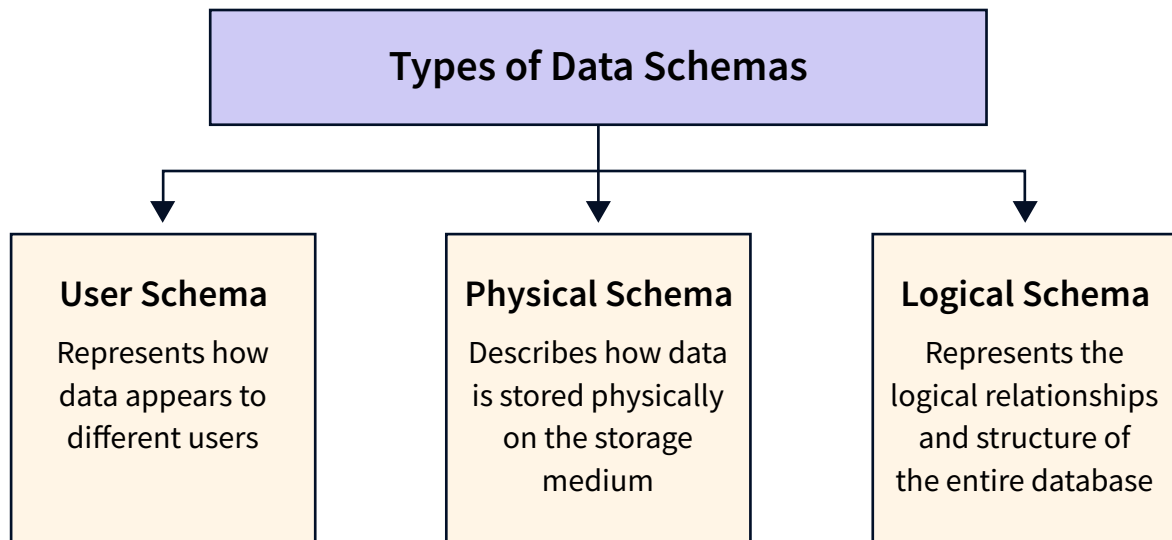 Types of Data Schemas
User Schema
Represents how
data appears to
different users
Physical Schema
Describes how data
is stored physically
on the storage
medium
Logical Schema
Represents the
logical relationships
and structure of
the entire database